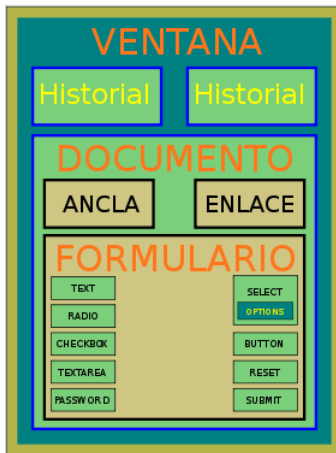 VENTANA
Historial Historial
DOCUMENTO
ANCLA ENLACE
FORMULARIO
TEXT SELECT
OPTIONS
RADIO
CHECKBOX BUTTON
TEXTAREA RESET
PASSWORD SUBMIT